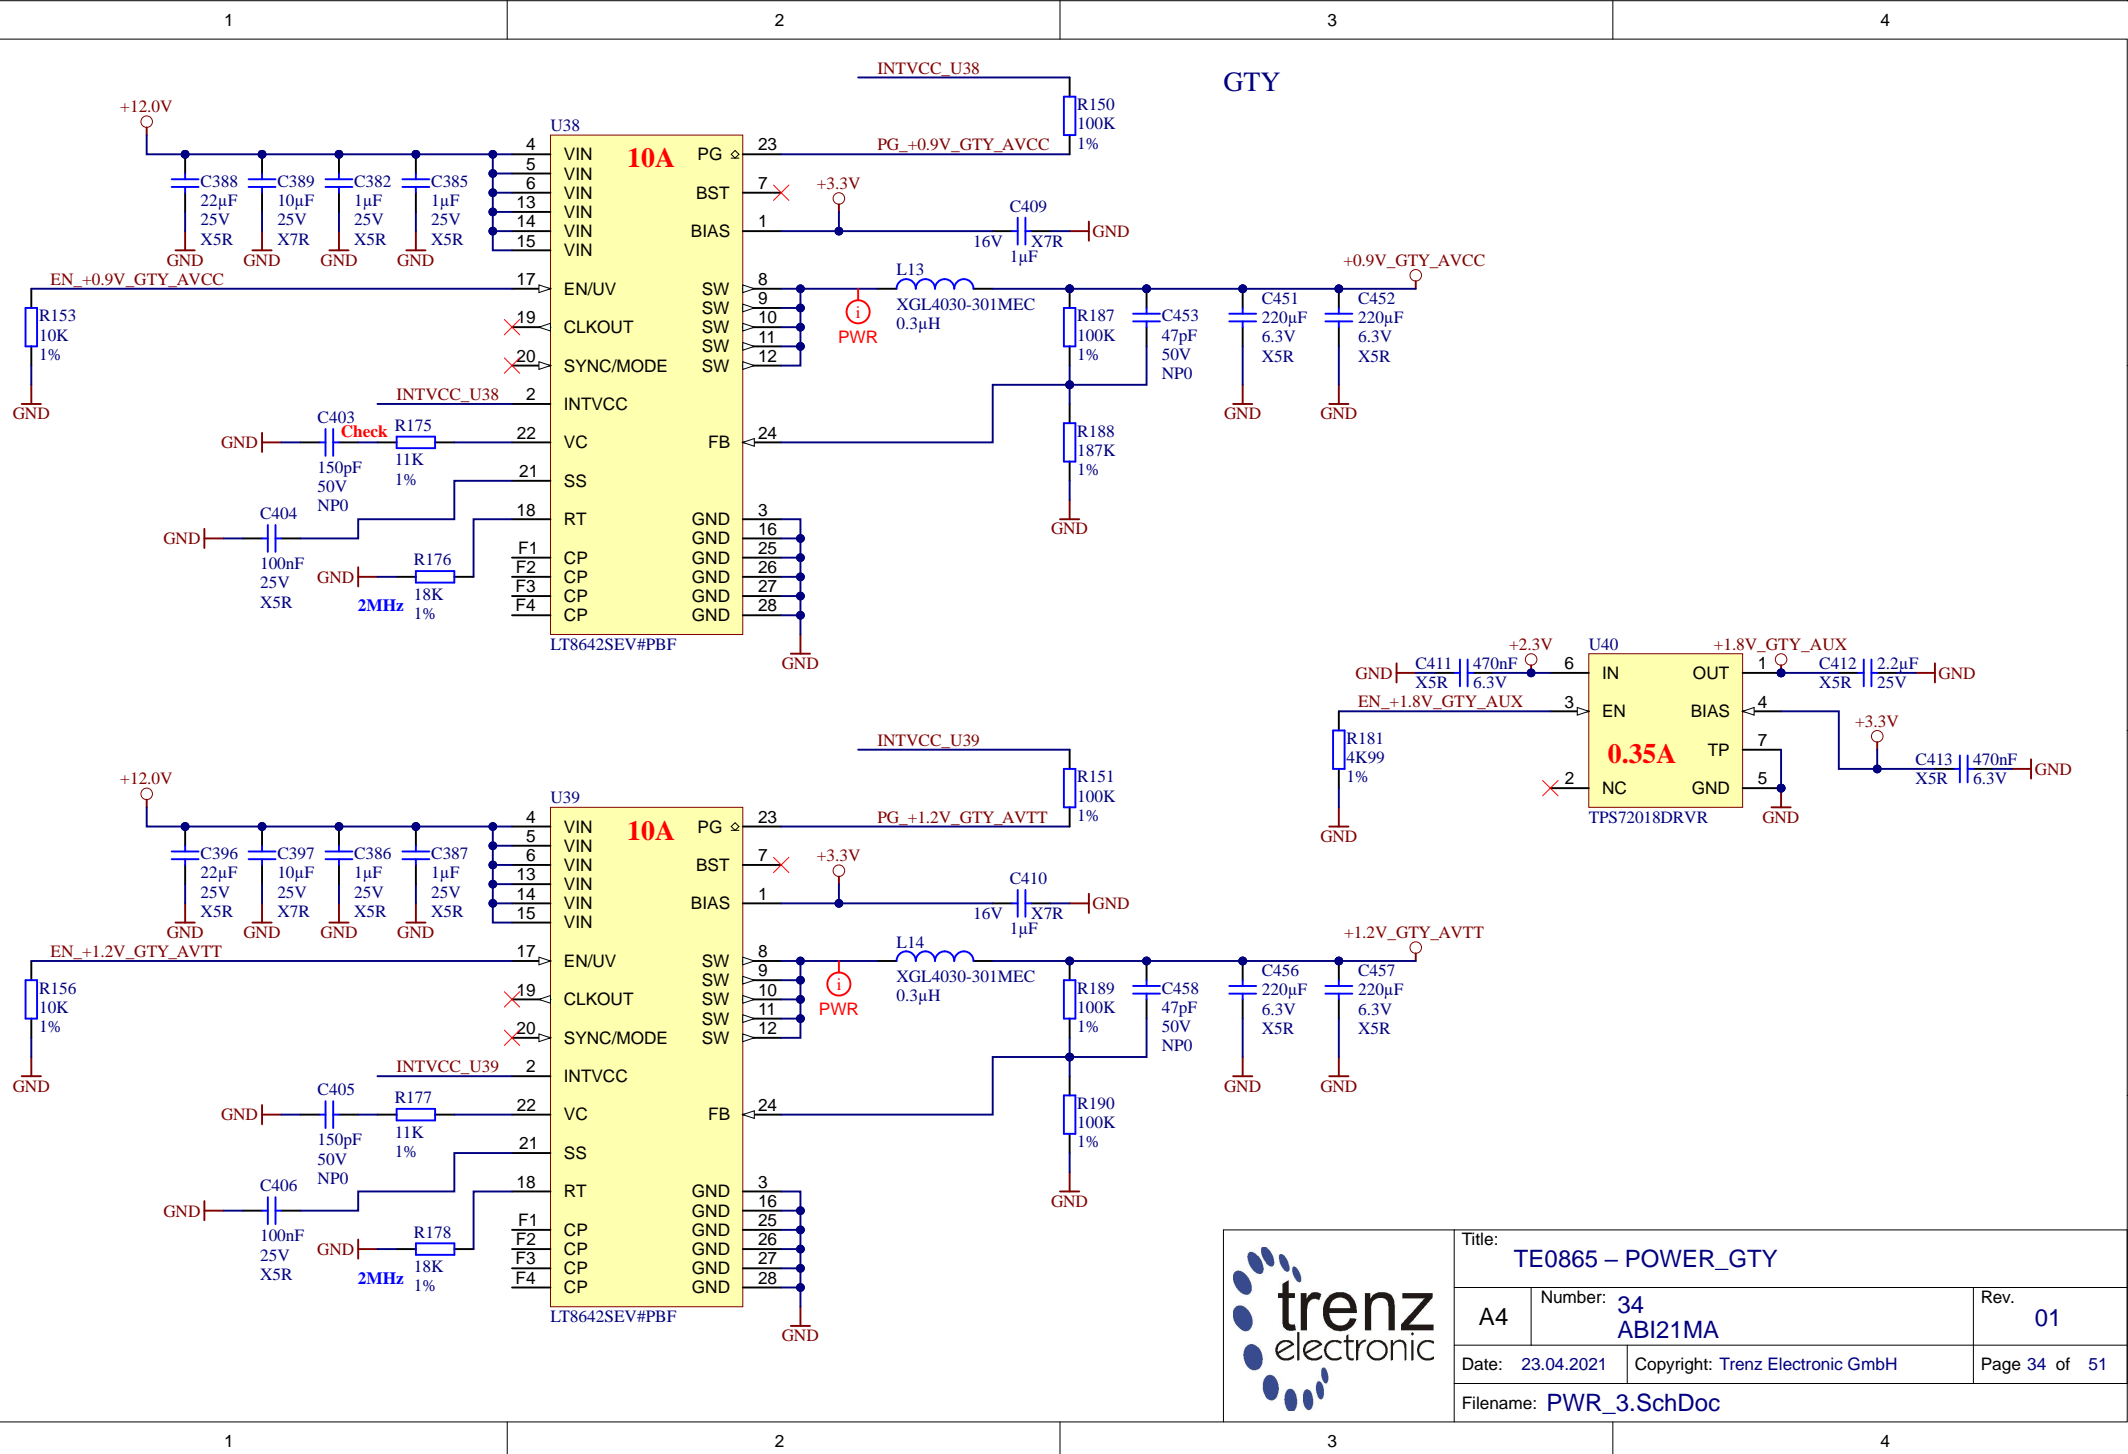 1 2 3 4
GTY
INTVCC_U38
R150
100K
1%
+12.0V
U38
10A
4 VIN
5 VIN
6 VIN
13 VIN
14 VIN
15 VIN
PG 23
PG_+0.9V_GTY_AVCC
BST 7
+3.3V
BIAS 1
C409
16V X7R
1µF
GND
C388
22µF
25V
X5R
GND
C389
10µF
25V
X7R
GND
C382
1µF
25V
X5R
GND
C385
1µF
25V
X5R
GND
EN_+0.9V_GTY_AVCC
17 EN/UV
R153
10K
1%
GND
19 CLKOUT
20 SYNC/MODE
INTVCC_U38 2 INTVCC
SW 8
SW 9
SW 10
SW 11
SW 12
PWR
L13
XGL4030-301MEC
0.3µH
+0.9V_GTY_AVCC
R187
100K
1%
C453
47pF
50V
NP0
C451
220µF
6.3V
X5R
GND
C452
220µF
6.3V
X5R
GND
GND
C403
Check
150pF
50V
NP0
R175
11K
1%
22 VC
FB 24
R188
187K
1%
GND
21 SS
GND
C404
100nF
25V
X5R
18 RT
GND
R176
18K
1%
2MHz
F1 CP
F2 CP
F3 CP
F4 CP
GND 3
GND 16
GND 25
GND 26
GND 27
GND 28
GND
LT8642SEV#PBF
U40
+2.3V
GND
C411 470nF
X5R 6.3V
6 IN
EN_+1.8V_GTY_AUX
3 EN
R181
4K99
1%
GND
0.35A
2 NC
+1.8V_GTY_AUX
OUT 1
C412 2.2µF
X5R 25V
GND
BIAS 4
+3.3V
TP 7
C413 470nF
X5R 6.3V
GND
GND 5
GND
TPS72018DRVR
INTVCC_U39
R151
100K
1%
+12.0V
U39
10A
4 VIN
5 VIN
6 VIN
13 VIN
14 VIN
15 VIN
PG 23
PG_+1.2V_GTY_AVTT
BST 7
+3.3V
BIAS 1
C410
16V X7R
1µF
GND
C396
22µF
25V
X5R
GND
C397
10µF
25V
X7R
GND
C386
1µF
25V
X5R
GND
C387
1µF
25V
X5R
GND
EN_+1.2V_GTY_AVTT
17 EN/UV
R156
10K
1%
GND
19 CLKOUT
20 SYNC/MODE
INTVCC_U39 2 INTVCC
SW 8
SW 9
SW 10
SW 11
SW 12
PWR
L14
XGL4030-301MEC
0.3µH
+1.2V_GTY_AVTT
R189
100K
1%
C458
47pF
50V
NP0
C456
220µF
6.3V
X5R
GND
C457
220µF
6.3V
X5R
GND
GND
C405
150pF
50V
NP0
R177
11K
1%
22 VC
FB 24
R190
100K
1%
GND
21 SS
GND
C406
100nF
25V
X5R
18 RT
GND
R178
18K
1%
2MHz
F1 CP
F2 CP
F3 CP
F4 CP
GND 3
GND 16
GND 25
GND 26
GND 27
GND 28
GND
LT8642SEV#PBF
trenz
electronic
Title:
TE0865 – POWER_GTY
A4
Number: 34
ABI21MA
Rev.
01
Date: 23.04.2021
Copyright: Trenz Electronic GmbH
Page 34 of 51
Filename: PWR_3.SchDoc
1 2 3 4